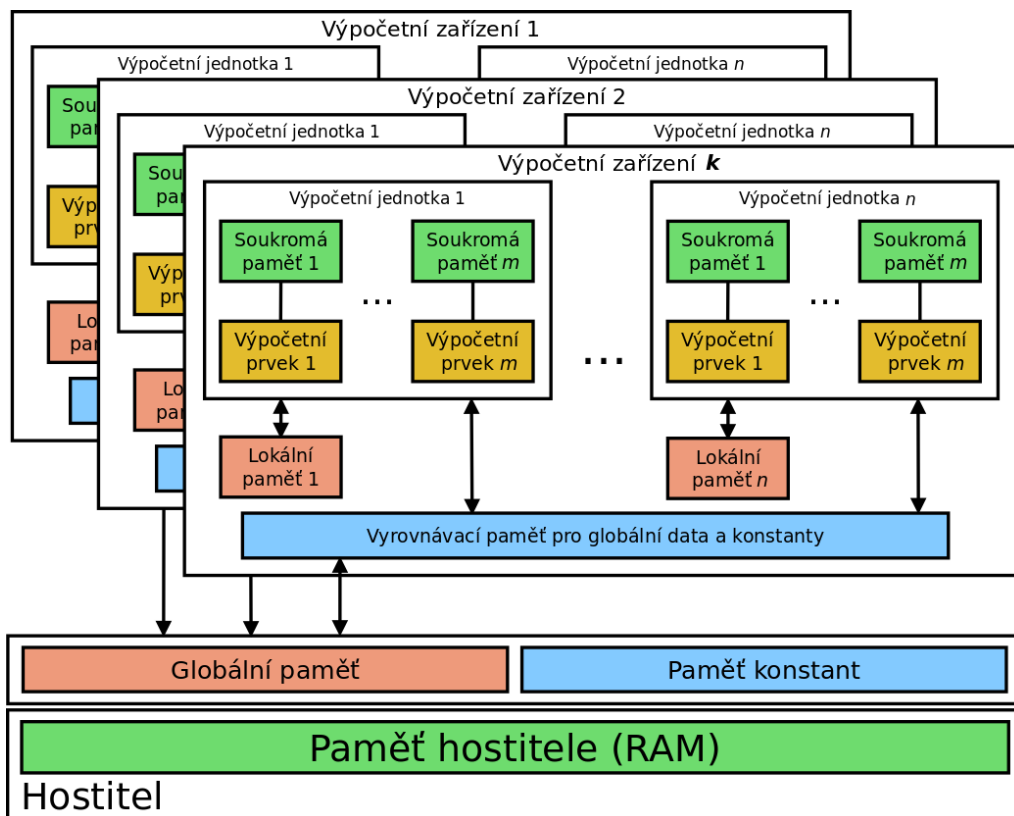 Výpočetní zařízení 1
Výpočetní jednotka 1
Výpočetní jednotka n
Výpočetní zařízení 2
Výpočetní jednotka 1
Výpočetní jednotka n
Výpočetní zařízení k
Výpočetní jednotka 1
Výpočetní jednotka n
Soukromá
paměť 1
...
Soukromá
paměť m
Soukromá
paměť 1
...
Soukromá
paměť m
Výpočetní
prvek 1
Výpočetní
prvek m
...
Výpočetní
prvek 1
Výpočetní
prvek m
Lokální
paměť 1
Lokální
paměť n
Vyrovnávací paměť pro globální data a konstanty
Globální paměť
Paměť konstant
Paměť hostitele (RAM)
Hostitel